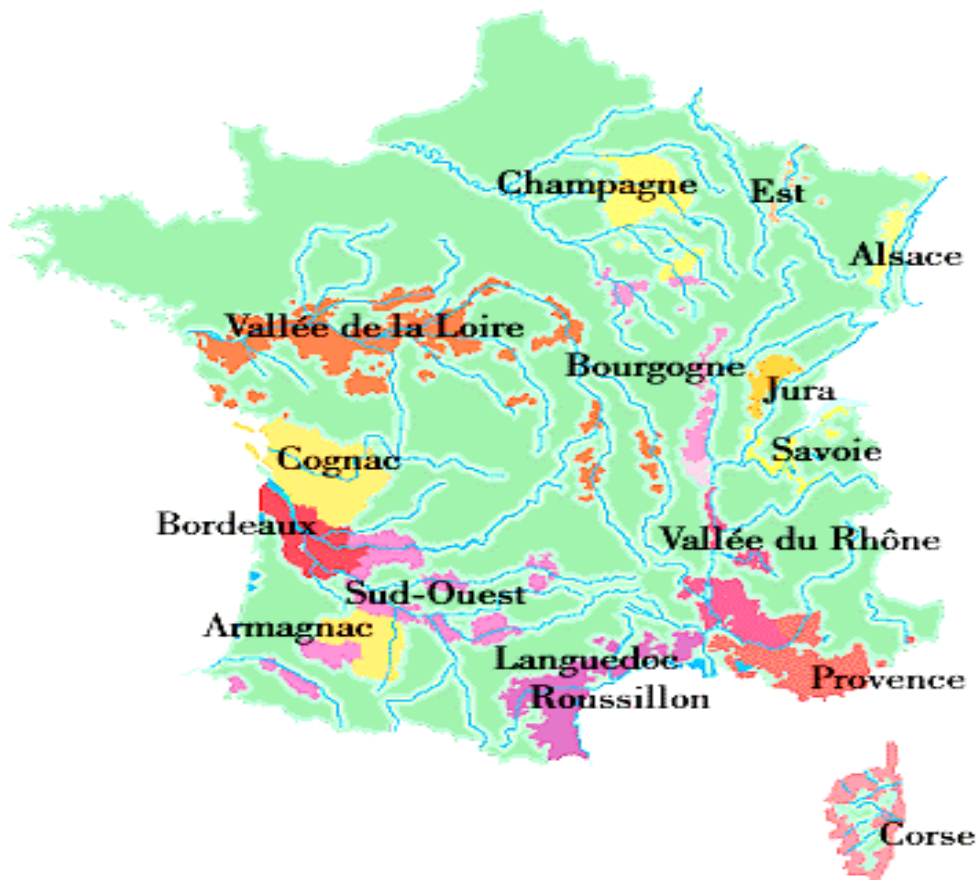 Champagne
Est
Alsace
Vallée de la Loire
Bourgogne
Jura
Savoie
Cognac
Bordeaux
Vallée du Rhône
Sud-Ouest
Armagnac
Languedoc
Roussillon
Provence
Corse